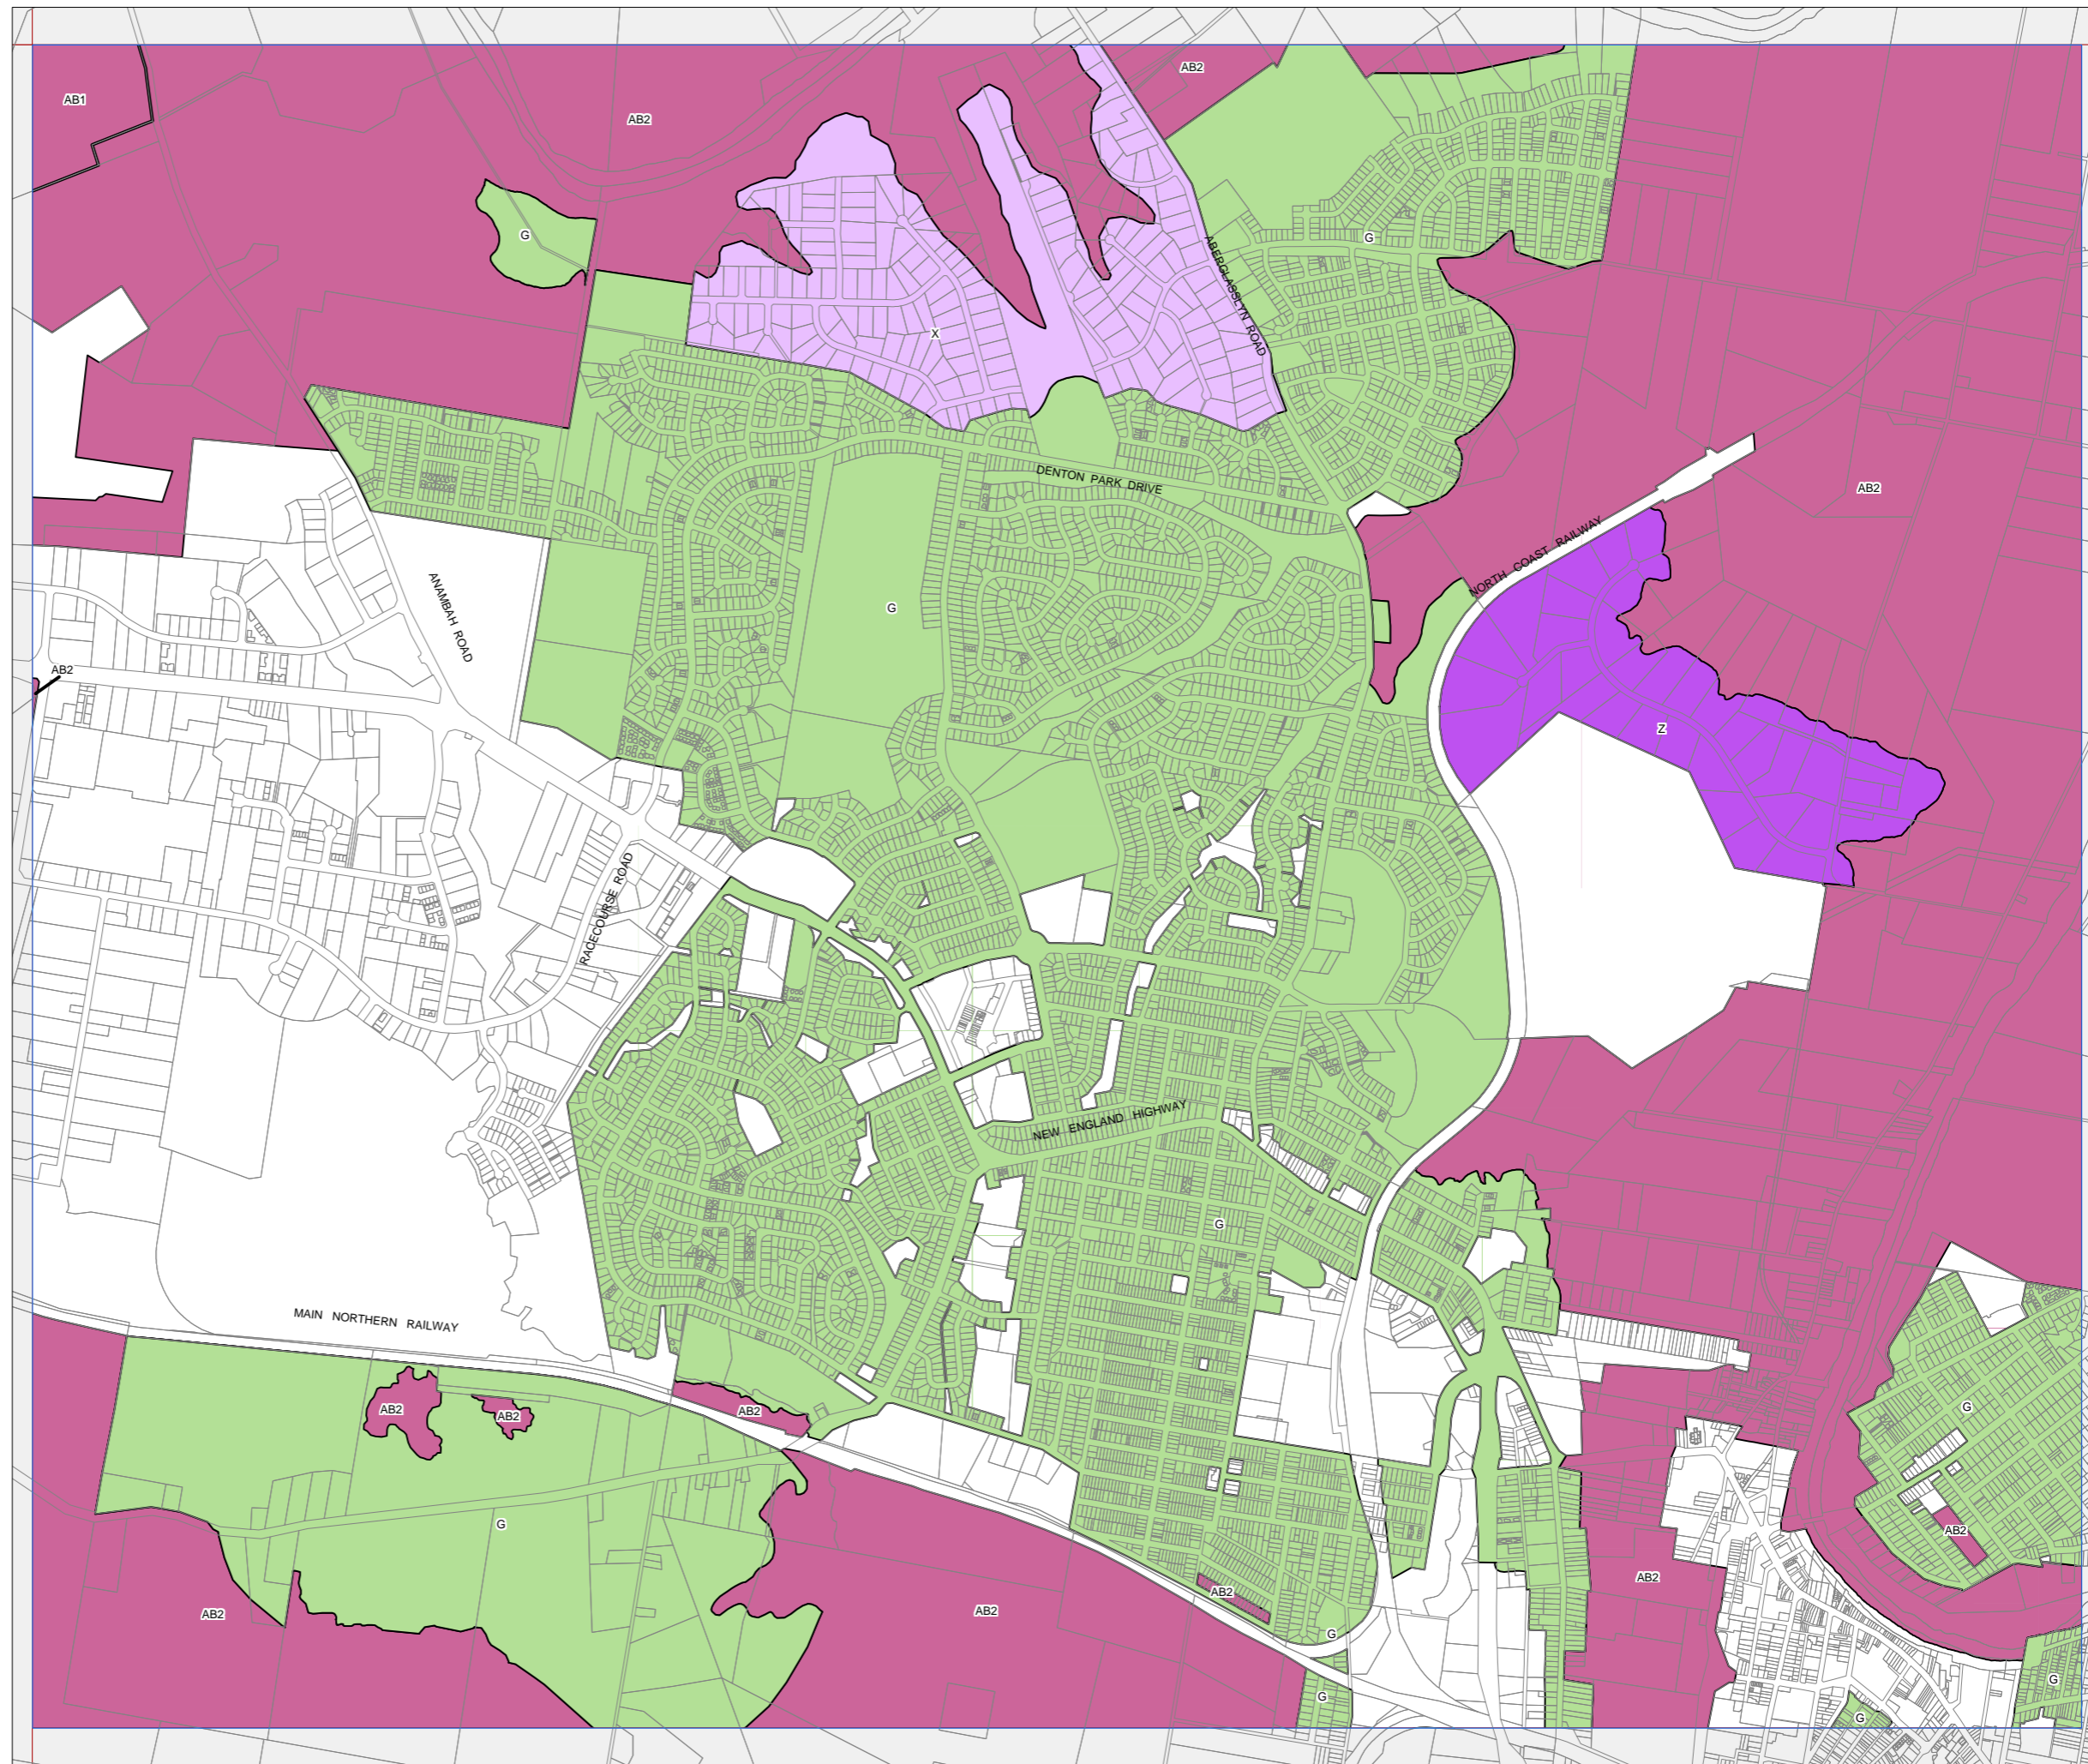 AB2
AB1
AB2
G
G
ABERGLASSLYN ROAD
X
DENTON PARK DRIVE
AB2
NORTH COAST RAILWAY
ANAMBAH ROAD
G
AB2
Z
RACECOURSE ROAD
NEW ENGLAND HIGHWAY
G
MAIN NORTHERN RAILWAY
AB2
AB2
AB2
G
G
AB2
AB2
AB2
AB2
AB2
G
G
G
G